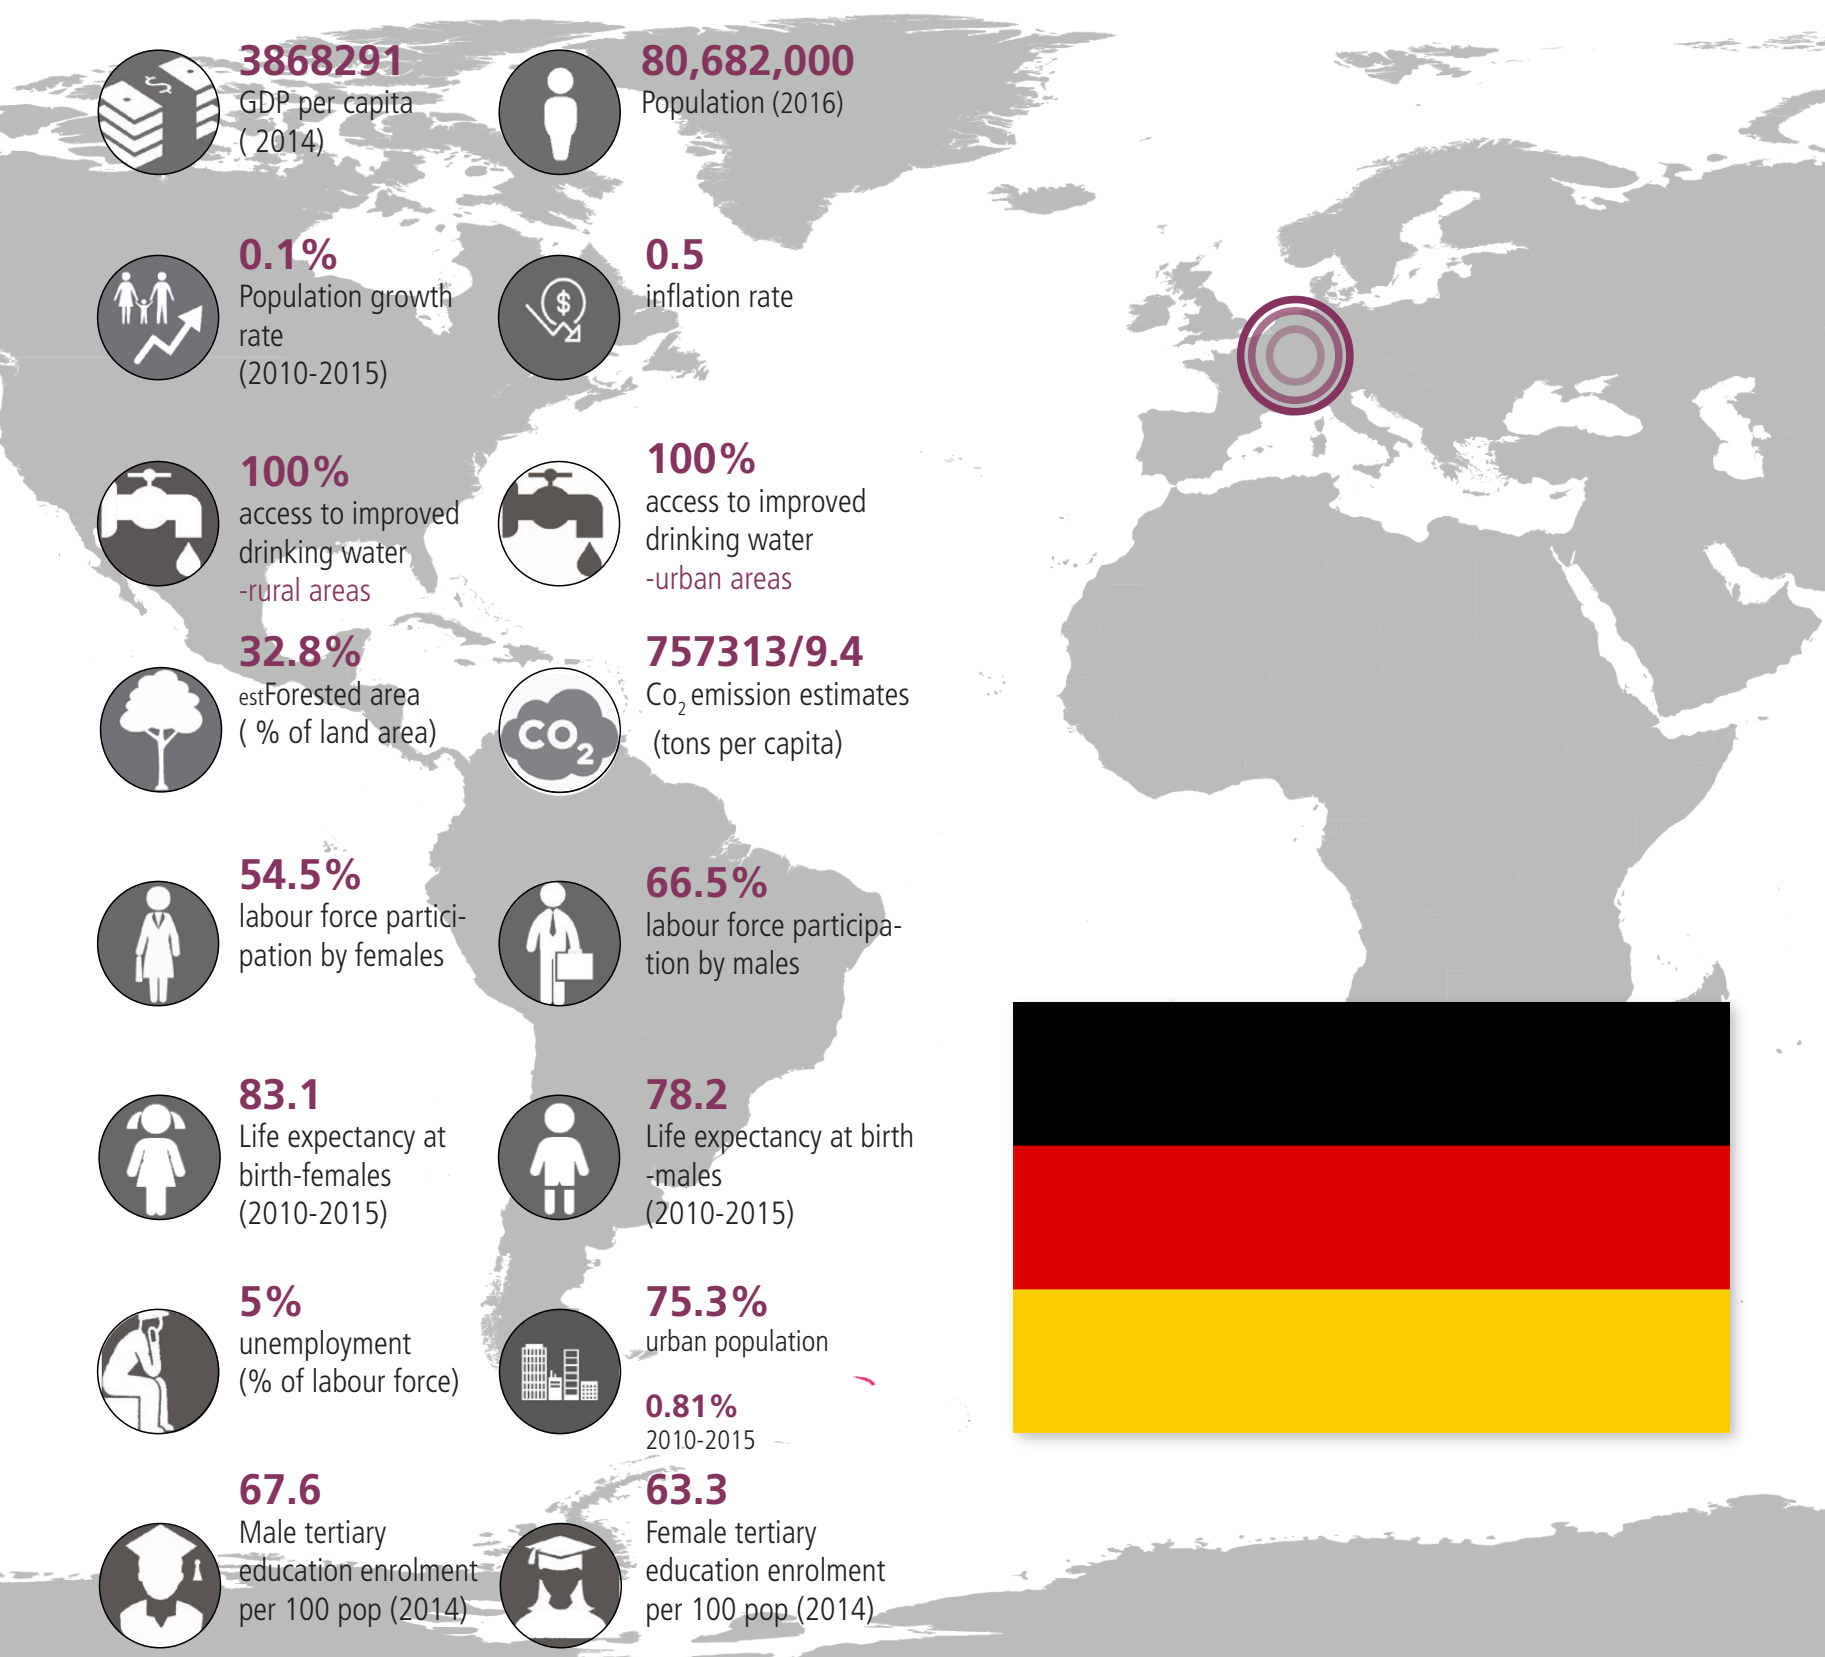 3868291
GDP per capita
( 2014)
80,682,000
Population (2016)
0.1%
Population growth
rate
(2010-2015)
0.5
inflation rate
100%
access to improved
drinking water
-rural areas
100%
access to improved
drinking water
-urban areas
32.8%
estForested area
( % of land area)
757313/9.4
Co2 emission estimates
(tons per capita)
CO2
54.5%
labour force partici-
pation by females
66.5%
labour force participa-
tion by males
83.1
Life expectancy at
birth-females
(2010-2015)
78.2
Life expectancy at birth
-males
(2010-2015)
5%
unemployment
(% of labour force)
75.3%
urban population
0.81%
2010-2015
67.6
Male tertiary
education enrolment
per 100 pop (2014)
63.3
Female tertiary
education enrolment
per 100 pop (2014)